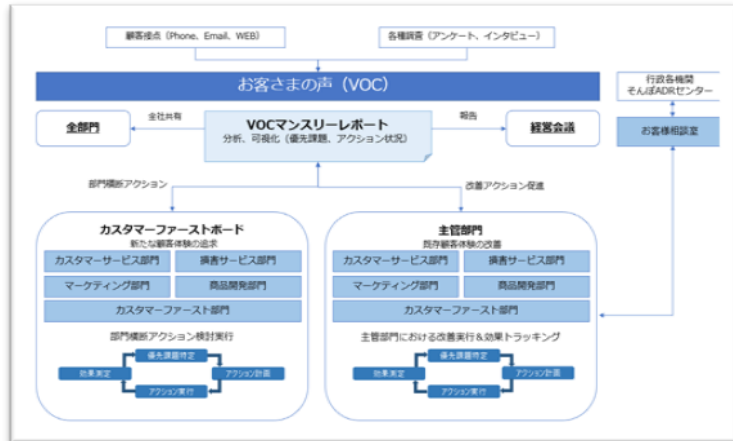 顧客接点（Phone、Email、WEB）
各種調査（アンケート、インタビュー）
お客さまの声（VOC）
行政各機関
そんぽADRセンター
全部門
全社共有
VOCマンスリーレポート
分析、可視化（優先課題、アクション状況）
報告
経営会議
お客様相談室
部門横断アクション
改善アクション促進
カスタマーファーストボード
新たな顧客体験の追求
カスタマーサービス部門
損害サービス部門
マーケティング部門
商品開発部門
カスタマーファースト部門
部門横断アクション検討実行
優先課題特定
効果測定
アクション計画
アクション実行
主管部門
既存顧客体験の改善
カスタマーサービス部門
損害サービス部門
マーケティング部門
商品開発部門
カスタマーファースト部門
主管部門における改善実行＆効果トラッキング
優先課題特定
効果測定
アクション計画
アクション実行